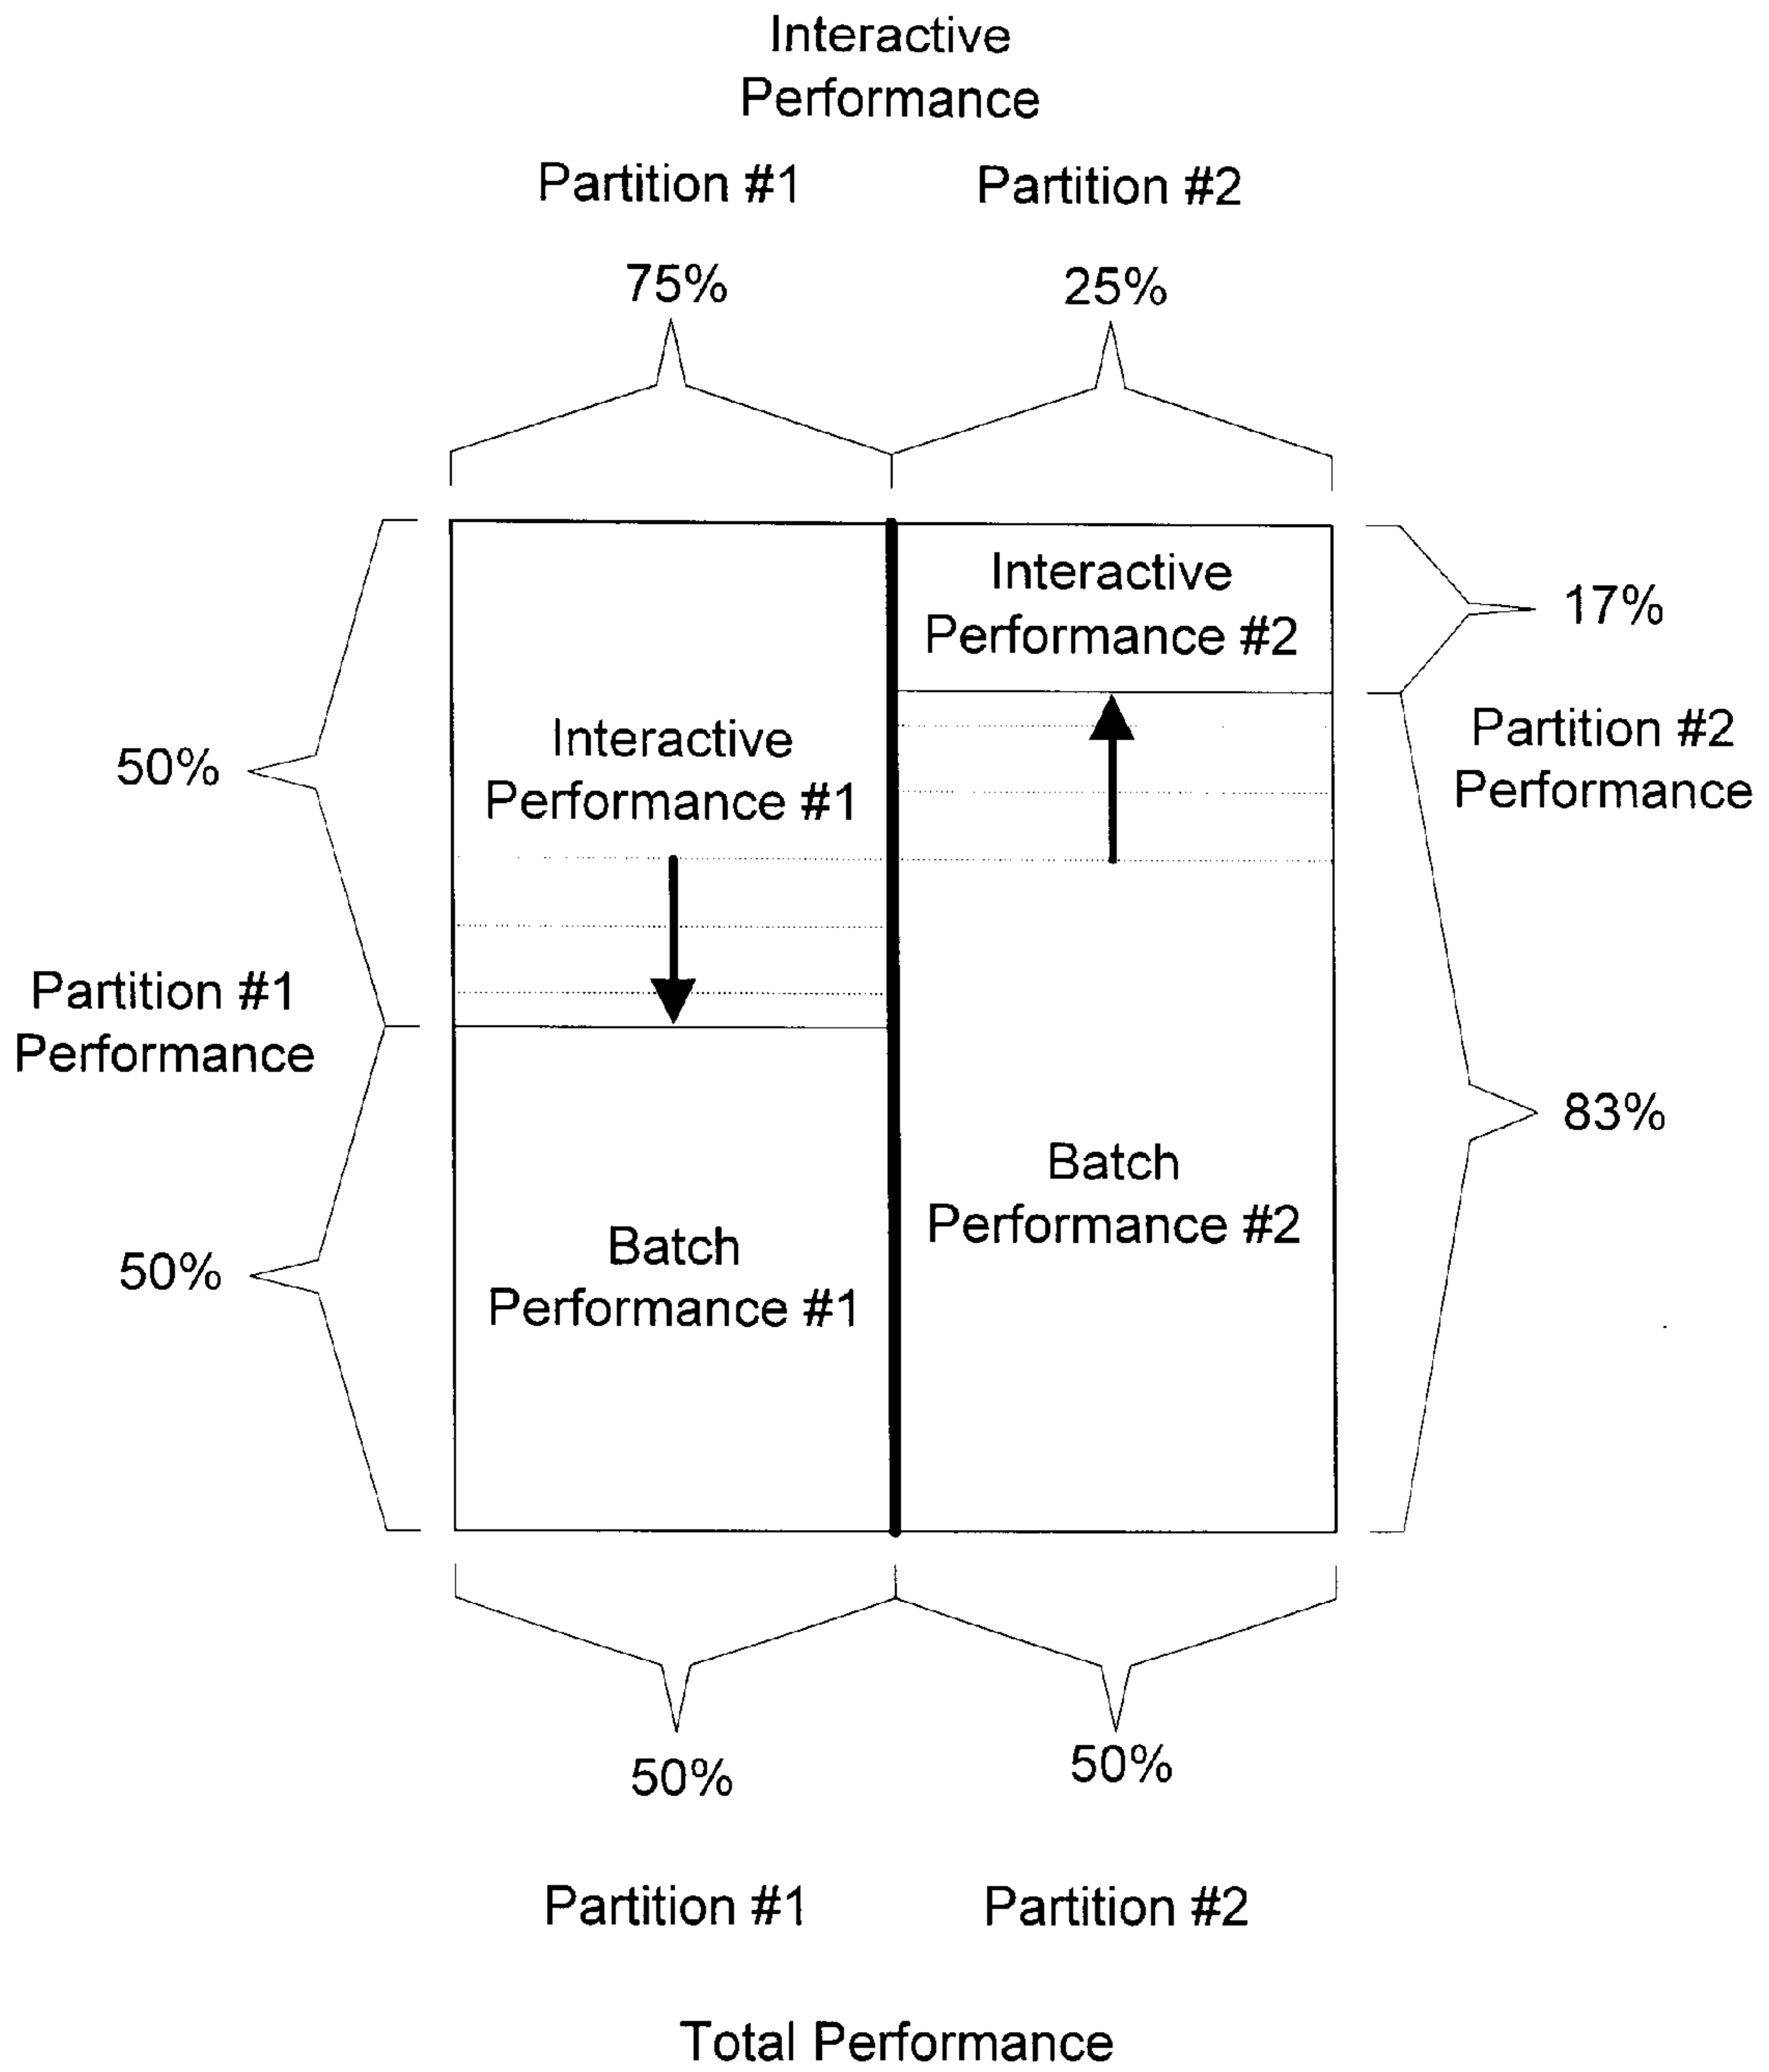 Interactive
Performance
Partition #1
Partition #2
75%
25%
Interactive
Performance #2
17%
Interactive
Performance #1
50%
Partition #2
Performance
Partition #1
Performance
83%
Batch
Performance #2
Batch
Performance #1
50%
50%
50%
Partition #1
Partition #2
Total Performance